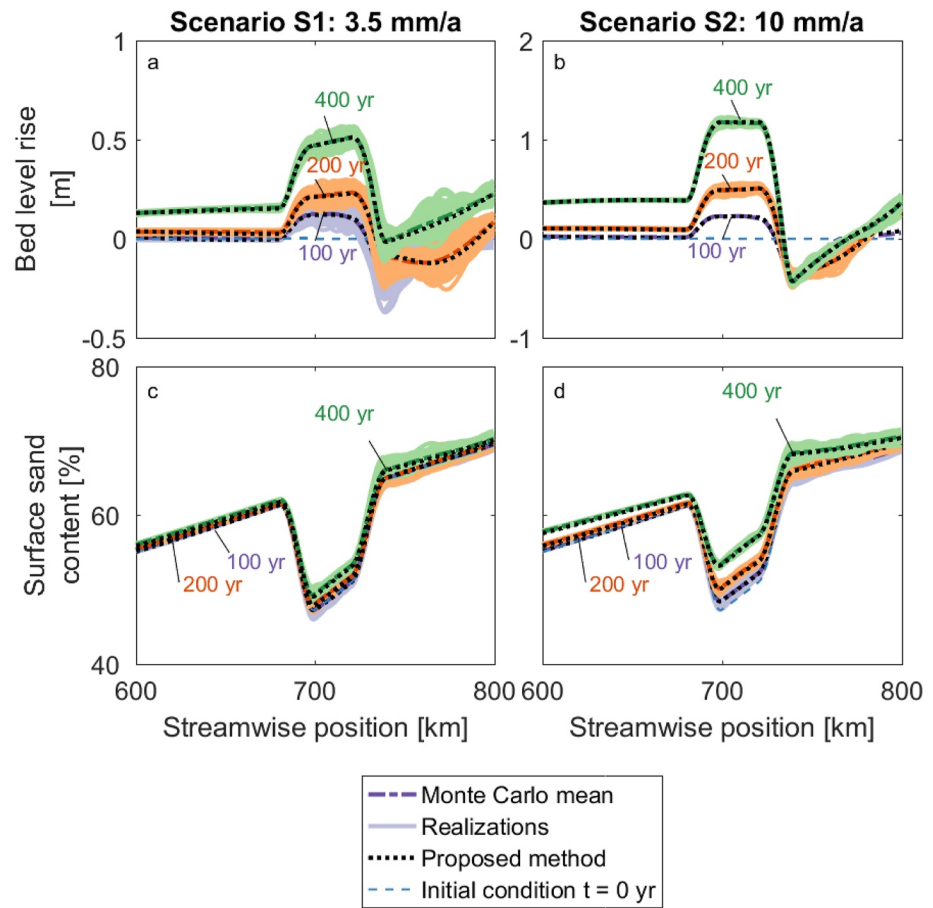 Scenario S1: 3.5 mm/a
Scenario S2: 10 mm/a
Bed level rise
[m]
1
0.5
0
-0.5
a
400 yr
200 yr
100 yr
2
1
0
-1
b
400 yr
200 yr
100 yr
Surface sand
content [%]
80
60
40
c
400 yr
100 yr
200 yr
d
400 yr
100 yr
200 yr
600
700
800
600
700
800
Streamwise position [km]
Streamwise position [km]
Monte Carlo mean
Realizations
Proposed method
Initial condition t = 0 yr